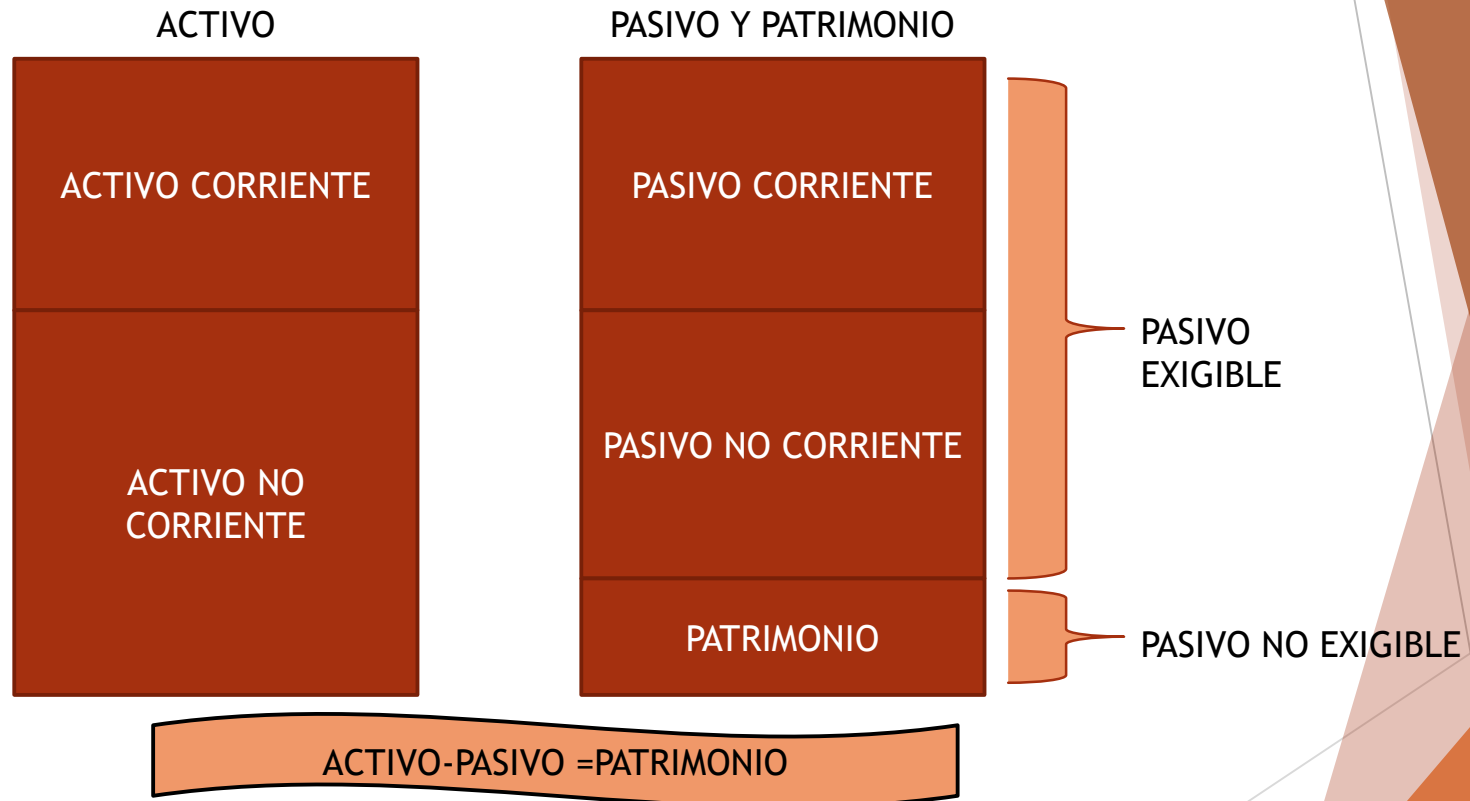 ACTIVO
PASIVO Y PATRIMONIO
ACTIVO CORRIENTE
PASIVO CORRIENTE
PASIVO
EXIGIBLE
PASIVO NO CORRIENTE
ACTIVO NO
CORRIENTE
PATRIMONIO
PASIVO NO EXIGIBLE
ACTIVO-PASIVO =PATRIMONIO